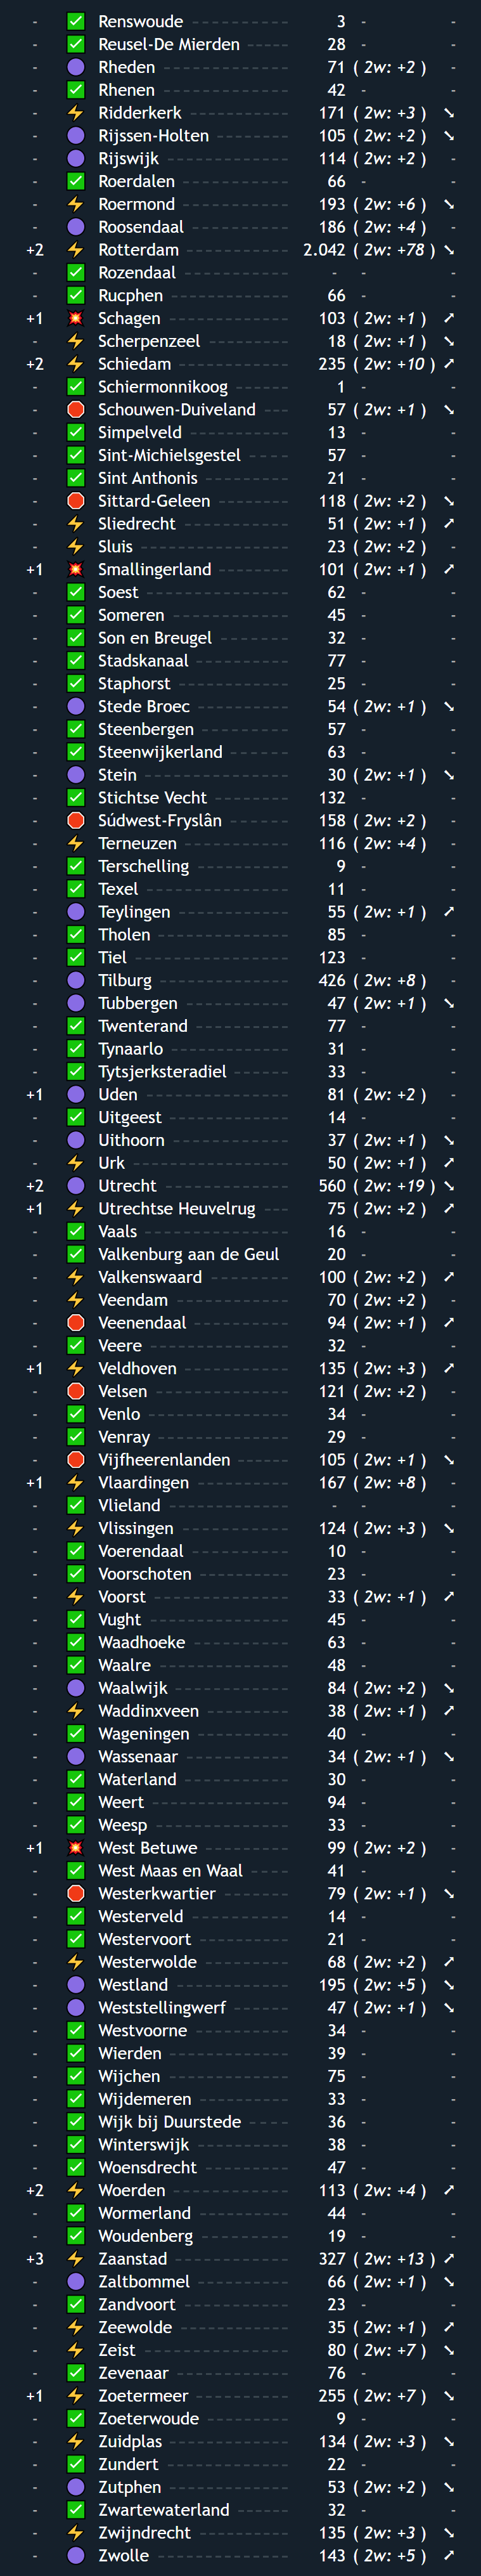 - ✅ Renswoude ------------- 3 - -
- ✅ Reusel-De Mierden ------ 28 - -
- 🟣 Rheden ---------------- 71 ( 2w: +2 ) -
- ✅ Rhenen ---------------- 42 - -
- ⚡ Ridderkerk ------------- 171 ( 2w: +3 ) ➘
- 🟣 Rijssen-Holten ---------- 105 ( 2w: +2 ) ➘
- 🟣 Rijswijk ---------------- 114 ( 2w: +2 ) -
- ✅ Roerdalen -------------- 66 - -
- ⚡ Roermond ------------- 193 ( 2w: +6 ) ➘
- 🟣 Roosendaal ------------ 186 ( 2w: +4 ) -
+2 ⚡ Rotterdam ------------- 2.042 ( 2w: +78 ) ➘
- ✅ Rozendaal ------------- - - -
- ✅ Rucphen --------------- 66 - -
+1 💥 Schagen --------------- 103 ( 2w: +1 ) ➚
- ⚡ Scherpenzeel ----------- 18 ( 2w: +1 ) ➘
+2 ⚡ Schiedam -------------- 235 ( 2w: +10 ) ➚
- ✅ Schiermonnikoog ------- 1 - -
- 🛑 Schouwen-Duiveland ---- 57 ( 2w: +1 ) ➘
- ✅ Simpelveld ------------- 13 - -
- ✅ Sint-Michielsgestel ----- 57 - -
- ✅ Sint Anthonis ----------- 21 - -
- 🛑 Sittard-Geleen ---------- 118 ( 2w: +2 ) ➘
- ⚡ Sliedrecht -------------- 51 ( 2w: +1 ) ➚
- ⚡ Sluis ------------------- 23 ( 2w: +2 ) -
+1 💥 Smallingerland --------- 101 ( 2w: +1 ) ➚
- ✅ Soest ------------------ 62 - -
- ✅ Someren --------------- 45 - -
- ✅ Son en Breugel --------- 32 - -
- ✅ Stadskanaal ------------ 77 - -
- ✅ Staphorst -------------- 25 - -
- 🟣 Stede Broec ------------ 54 ( 2w: +1 ) ➘
- ✅ Steenbergen ----------- 57 - -
- ✅ Steenwijkerland -------- 63 - -
- 🟣 Stein ------------------ 30 ( 2w: +1 ) ➘
- ✅ Stichtse Vecht ---------- 132 - -
- 🛑 Súdwest-Fryslân -------- 158 ( 2w: +2 ) -
- ⚡ Terneuzen ------------- 116 ( 2w: +4 ) -
- ✅ Terschelling ------------ 9 - -
- ✅ Texel ------------------ 11 - -
- 🟣 Teylingen -------------- 55 ( 2w: +1 ) ➚
- ✅ Tholen ----------------- 85 - -
- ✅ Tiel -------------------- 123 - -
- 🟣 Tilburg ---------------- 426 ( 2w: +8 ) -
- 🟣 Tubbergen ------------- 47 ( 2w: +1 ) ➘
- ✅ Twenterand ------------ 77 - -
- ✅ Tynaarlo --------------- 31 - -
- ✅ Tytsjerksteradiel ------- 33 - -
+1 🟣 Uden ------------------ 81 ( 2w: +2 ) -
- ✅ Uitgeest --------------- 14 - -
- 🟣 Uithoorn --------------- 37 ( 2w: +1 ) ➘
- ⚡ Urk -------------------- 50 ( 2w: +1 ) ➚
+2 🟣 Utrecht ---------------- 560 ( 2w: +19 ) ➘
+1 ⚡ Utrechtse Heuvelrug --- 75 ( 2w: +2 ) ➚
- ✅ Vaals ------------------ 16 - -
- ✅ Valkenburg aan de Geul 20 - -
- ⚡ Valkenswaard ---------- 100 ( 2w: +2 ) ➚
- ⚡ Veendam -------------- 70 ( 2w: +2 ) -
- 🛑 Veenendaal ------------ 94 ( 2w: +1 ) ➚
- ✅ Veere ------------------ 32 - -
+1 ⚡ Veldhoven ------------- 135 ( 2w: +3 ) ➚
- 🛑 Velsen ----------------- 121 ( 2w: +2 ) -
- ✅ Venlo ------------------ 34 - -
- ✅ Venray ----------------- 29 - -
- 🛑 Vijfheerenlanden ------- 105 ( 2w: +1 ) ➘
+1 ⚡ Vlaardingen ------------ 167 ( 2w: +8 ) -
- ✅ Vlieland ---------------- - - -
- ⚡ Vlissingen -------------- 124 ( 2w: +3 ) ➘
- ✅ Voerendaal ------------ 10 - -
- ✅ Voorschoten ----------- 23 - -
- ⚡ Voorst ----------------- 33 ( 2w: +1 ) ➚
- ✅ Vught ------------------ 45 - -
- ✅ Waadhoeke ------------ 63 - -
- ✅ Waalre ----------------- 48 - -
- 🟣 Waalwijk -------------- 84 ( 2w: +2 ) ➘
- ⚡ Waddinxveen ---------- 38 ( 2w: +1 ) ➚
- ✅ Wageningen ----------- 40 - -
- 🟣 Wassenaar ------------- 34 ( 2w: +1 ) ➘
- ✅ Waterland ------------- 30 - -
- ✅ Weert ------------------ 94 - -
- ✅ Weesp ----------------- 33 - -
+1 💥 West Betuwe ----------- 99 ( 2w: +2 ) -
- ✅ West Maas en Waal ----- 41 - -
- 🛑 Westerkwartier --------- 79 ( 2w: +1 ) ➘
- ✅ Westerveld ------------- 14 - -
- ✅ Westervoort ----------- 21 - -
- ⚡ Westerwolde ----------- 68 ( 2w: +2 ) ➚
- 🟣 Westland -------------- 195 ( 2w: +5 ) ➘
- 🟣 Weststellingwerf ------- 47 ( 2w: +1 ) ➘
- ✅ Westvoorne ------------ 34 - -
- ✅ Wierden --------------- 39 - -
- ✅ Wijchen --------------- 75 - -
- ✅ Wijdemeren ------------ 33 - -
- ✅ Wijk bij Duurstede ---- 36 - -
- ✅ Winterswijk ------------ 38 - -
- ✅ Woensdrecht ---------- 47 - -
+2 ⚡ Woerden --------------- 113 ( 2w: +4 ) ➚
- ✅ Wormerland ----------- 44 - -
- ✅ Woudenberg ----------- 19 - -
+3 ⚡ Zaanstad -------------- 327 ( 2w: +13 ) ➚
- 🟣 Zaltbommel ------------ 66 ( 2w: +1 ) ➘
- ✅ Zandvoort ------------- 23 - -
- ⚡ Zeewolde -------------- 35 ( 2w: +1 ) ➚
- ⚡ Zeist ------------------- 80 ( 2w: +7 ) ➘
- ✅ Zevenaar -------------- 76 - -
+1 ⚡ Zoetermeer ------------ 255 ( 2w: +7 ) ➘
- ✅ Zoeterwoude ----------- 9 - -
- ⚡ Zuidplas --------------- 134 ( 2w: +3 ) ➘
- ✅ Zundert --------------- 22 - -
- 🟣 Zutphen --------------- 53 ( 2w: +2 ) ➘
- ✅ Zwartewaterland ------- 32 - -
- ⚡ Zwijndrecht ------------ 135 ( 2w: +3 ) ➘
- 🟣 Zwolle ----------------- 143 ( 2w: +5 ) ➚